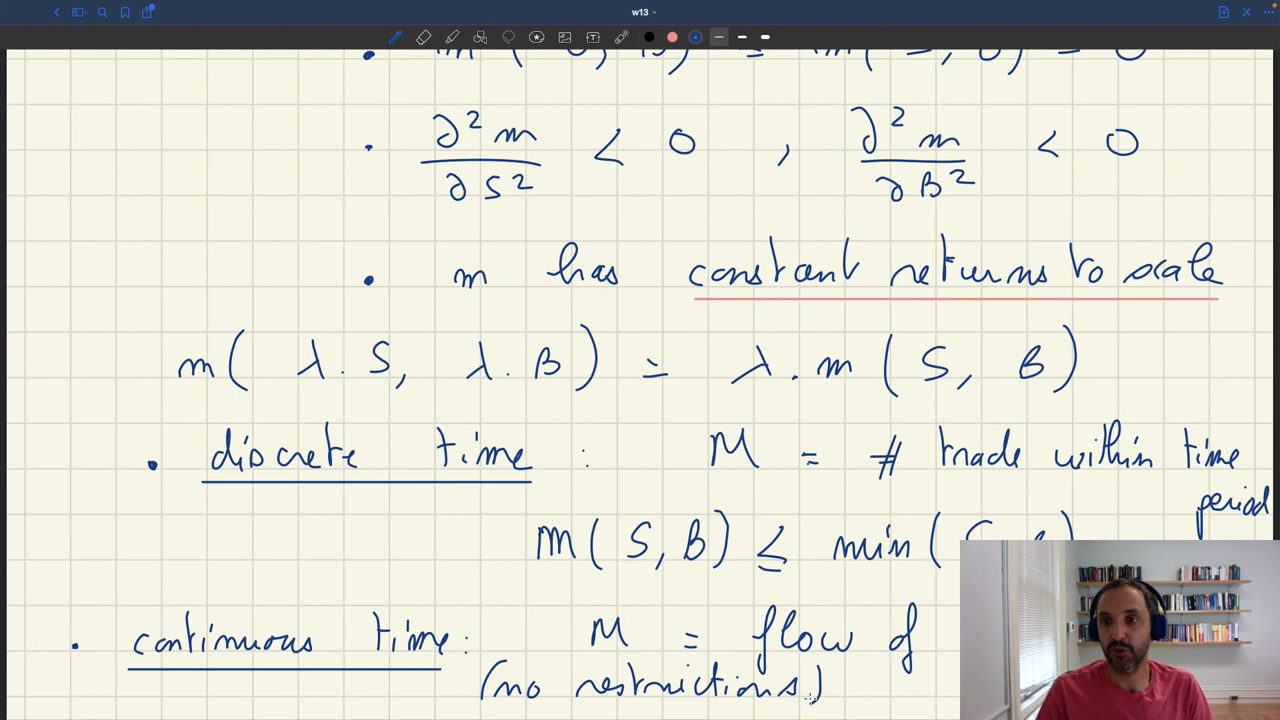 w13
∂²m/∂S² < 0 , ∂²m/∂B² < 0
• m has constant returns to scale
m( λ. S, λ. B) = λ. m( S, B)
• discrete time : M = # trade within time
period
m( S, B) ≤ min(
• continuous time: M = flow of
(no restrictions)